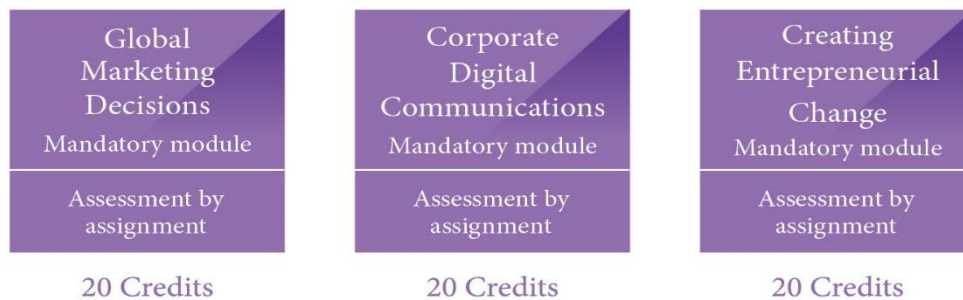 Global
Marketing
Decisions
Mandatory module
Assessment by
assignment
20 Credits
Corporate
Digital
Communications
Mandatory module
Assessment by
assignment
20 Credits
Creating
Entrepreneurial
Change
Mandatory module
Assessment by
assignment
20 Credits